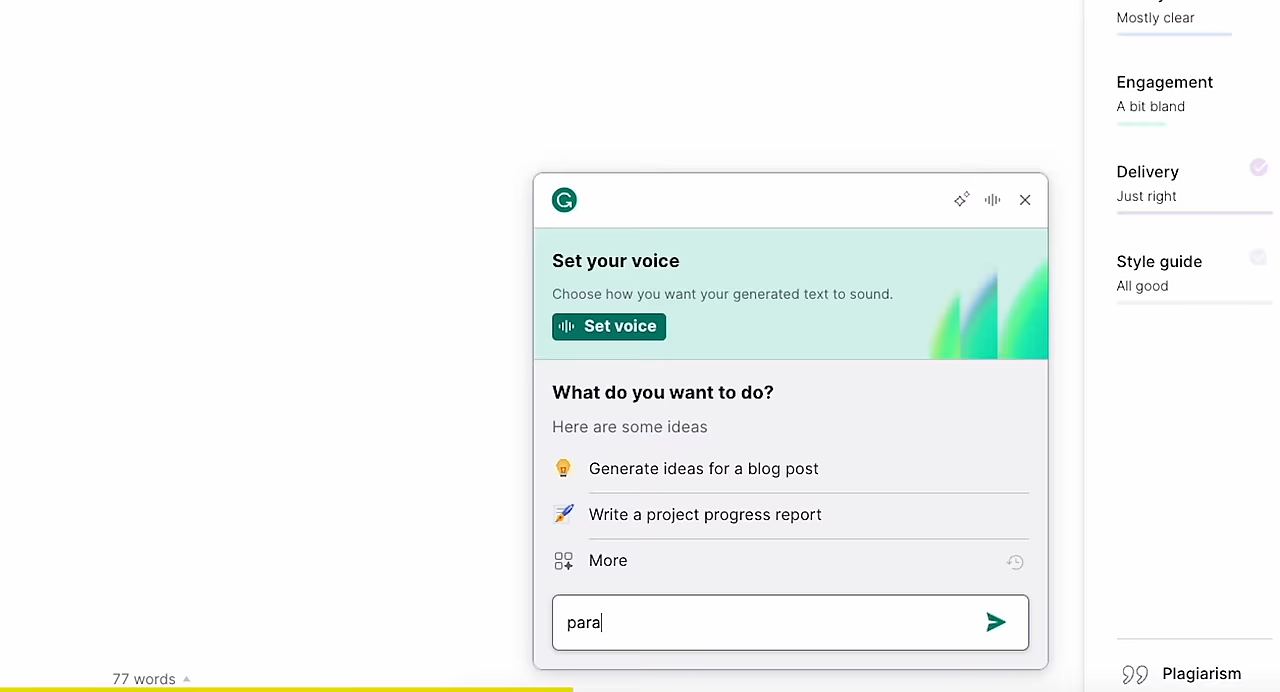 Mostly clear
Engagement
A bit bland
Delivery
Just right
Style guide
All good
Set your voice
Choose how you want your generated text to sound.
Set voice
What do you want to do?
Here are some ideas
Generate ideas for a blog post
Write a project progress report
More
para
77 words
Plagiarism